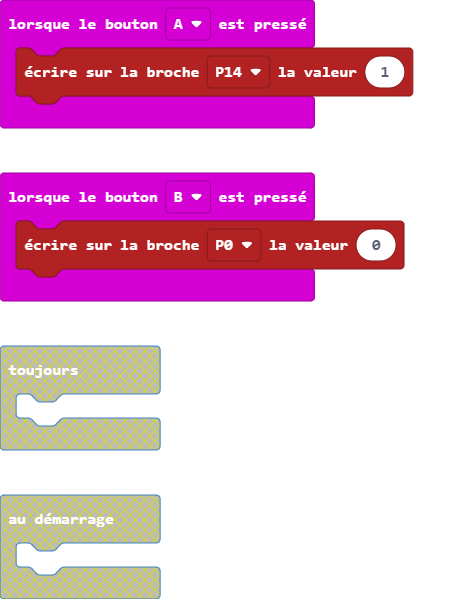 lorsque le bouton A est pressé
écrire sur la broche P14 la valeur 1
lorsque le bouton B est pressé
écrire sur la broche P0 la valeur 0
toujours
au démarrage